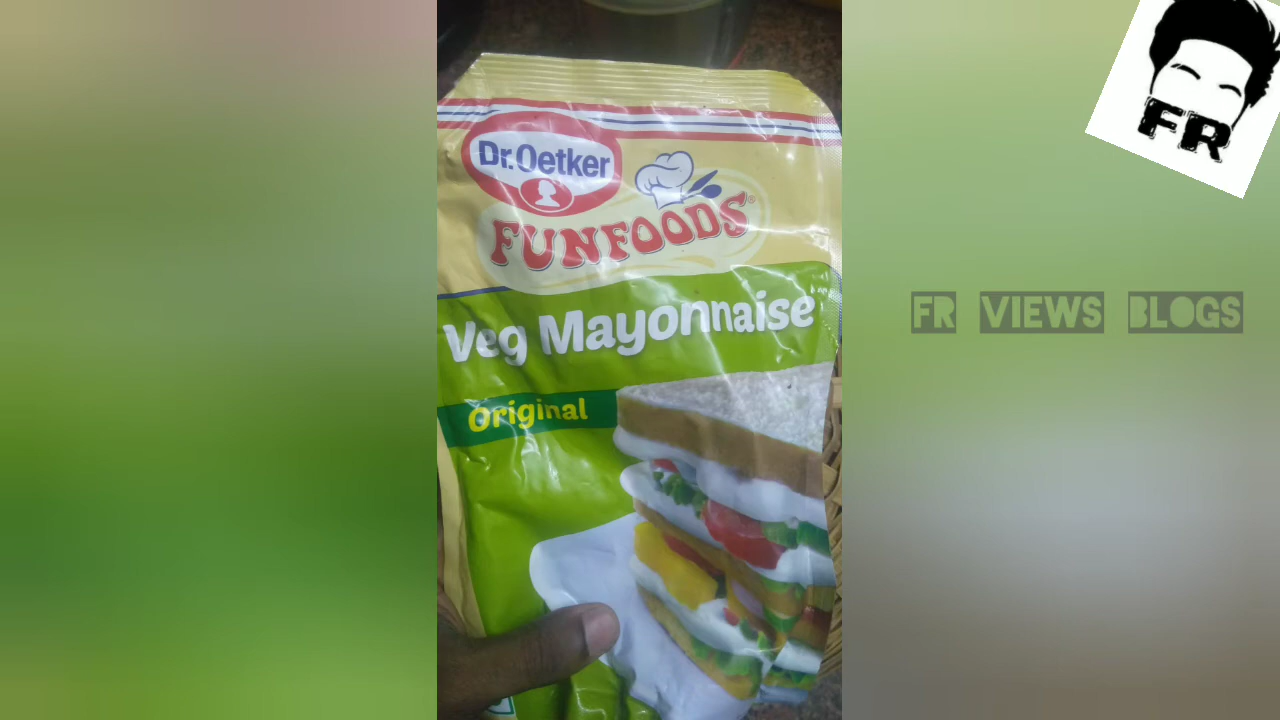 FR
Dr. Oetker
FUNFOODS®
Veg Mayonnaise
Original
FR VIEWS BLOGS